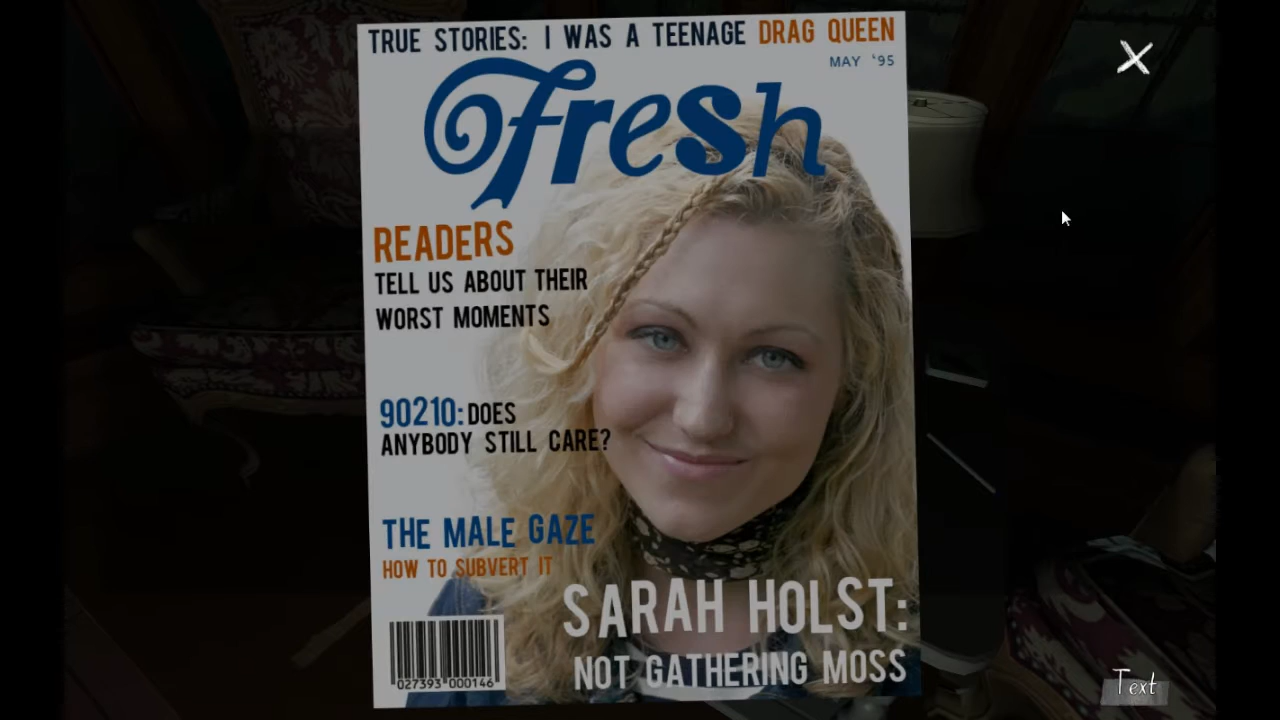 TRUE STORIES: I WAS A TEENAGE DRAG QUEEN
MAY '95
Fresh
READERS
TELL US ABOUT THEIR
WORST MOMENTS
90210: DOES
ANYBODY STILL CARE?
THE MALE GAZE
HOW TO SUBVERT IT
SARAH HOLST:
NOT GATHERING MOSS
027393 000146
Text